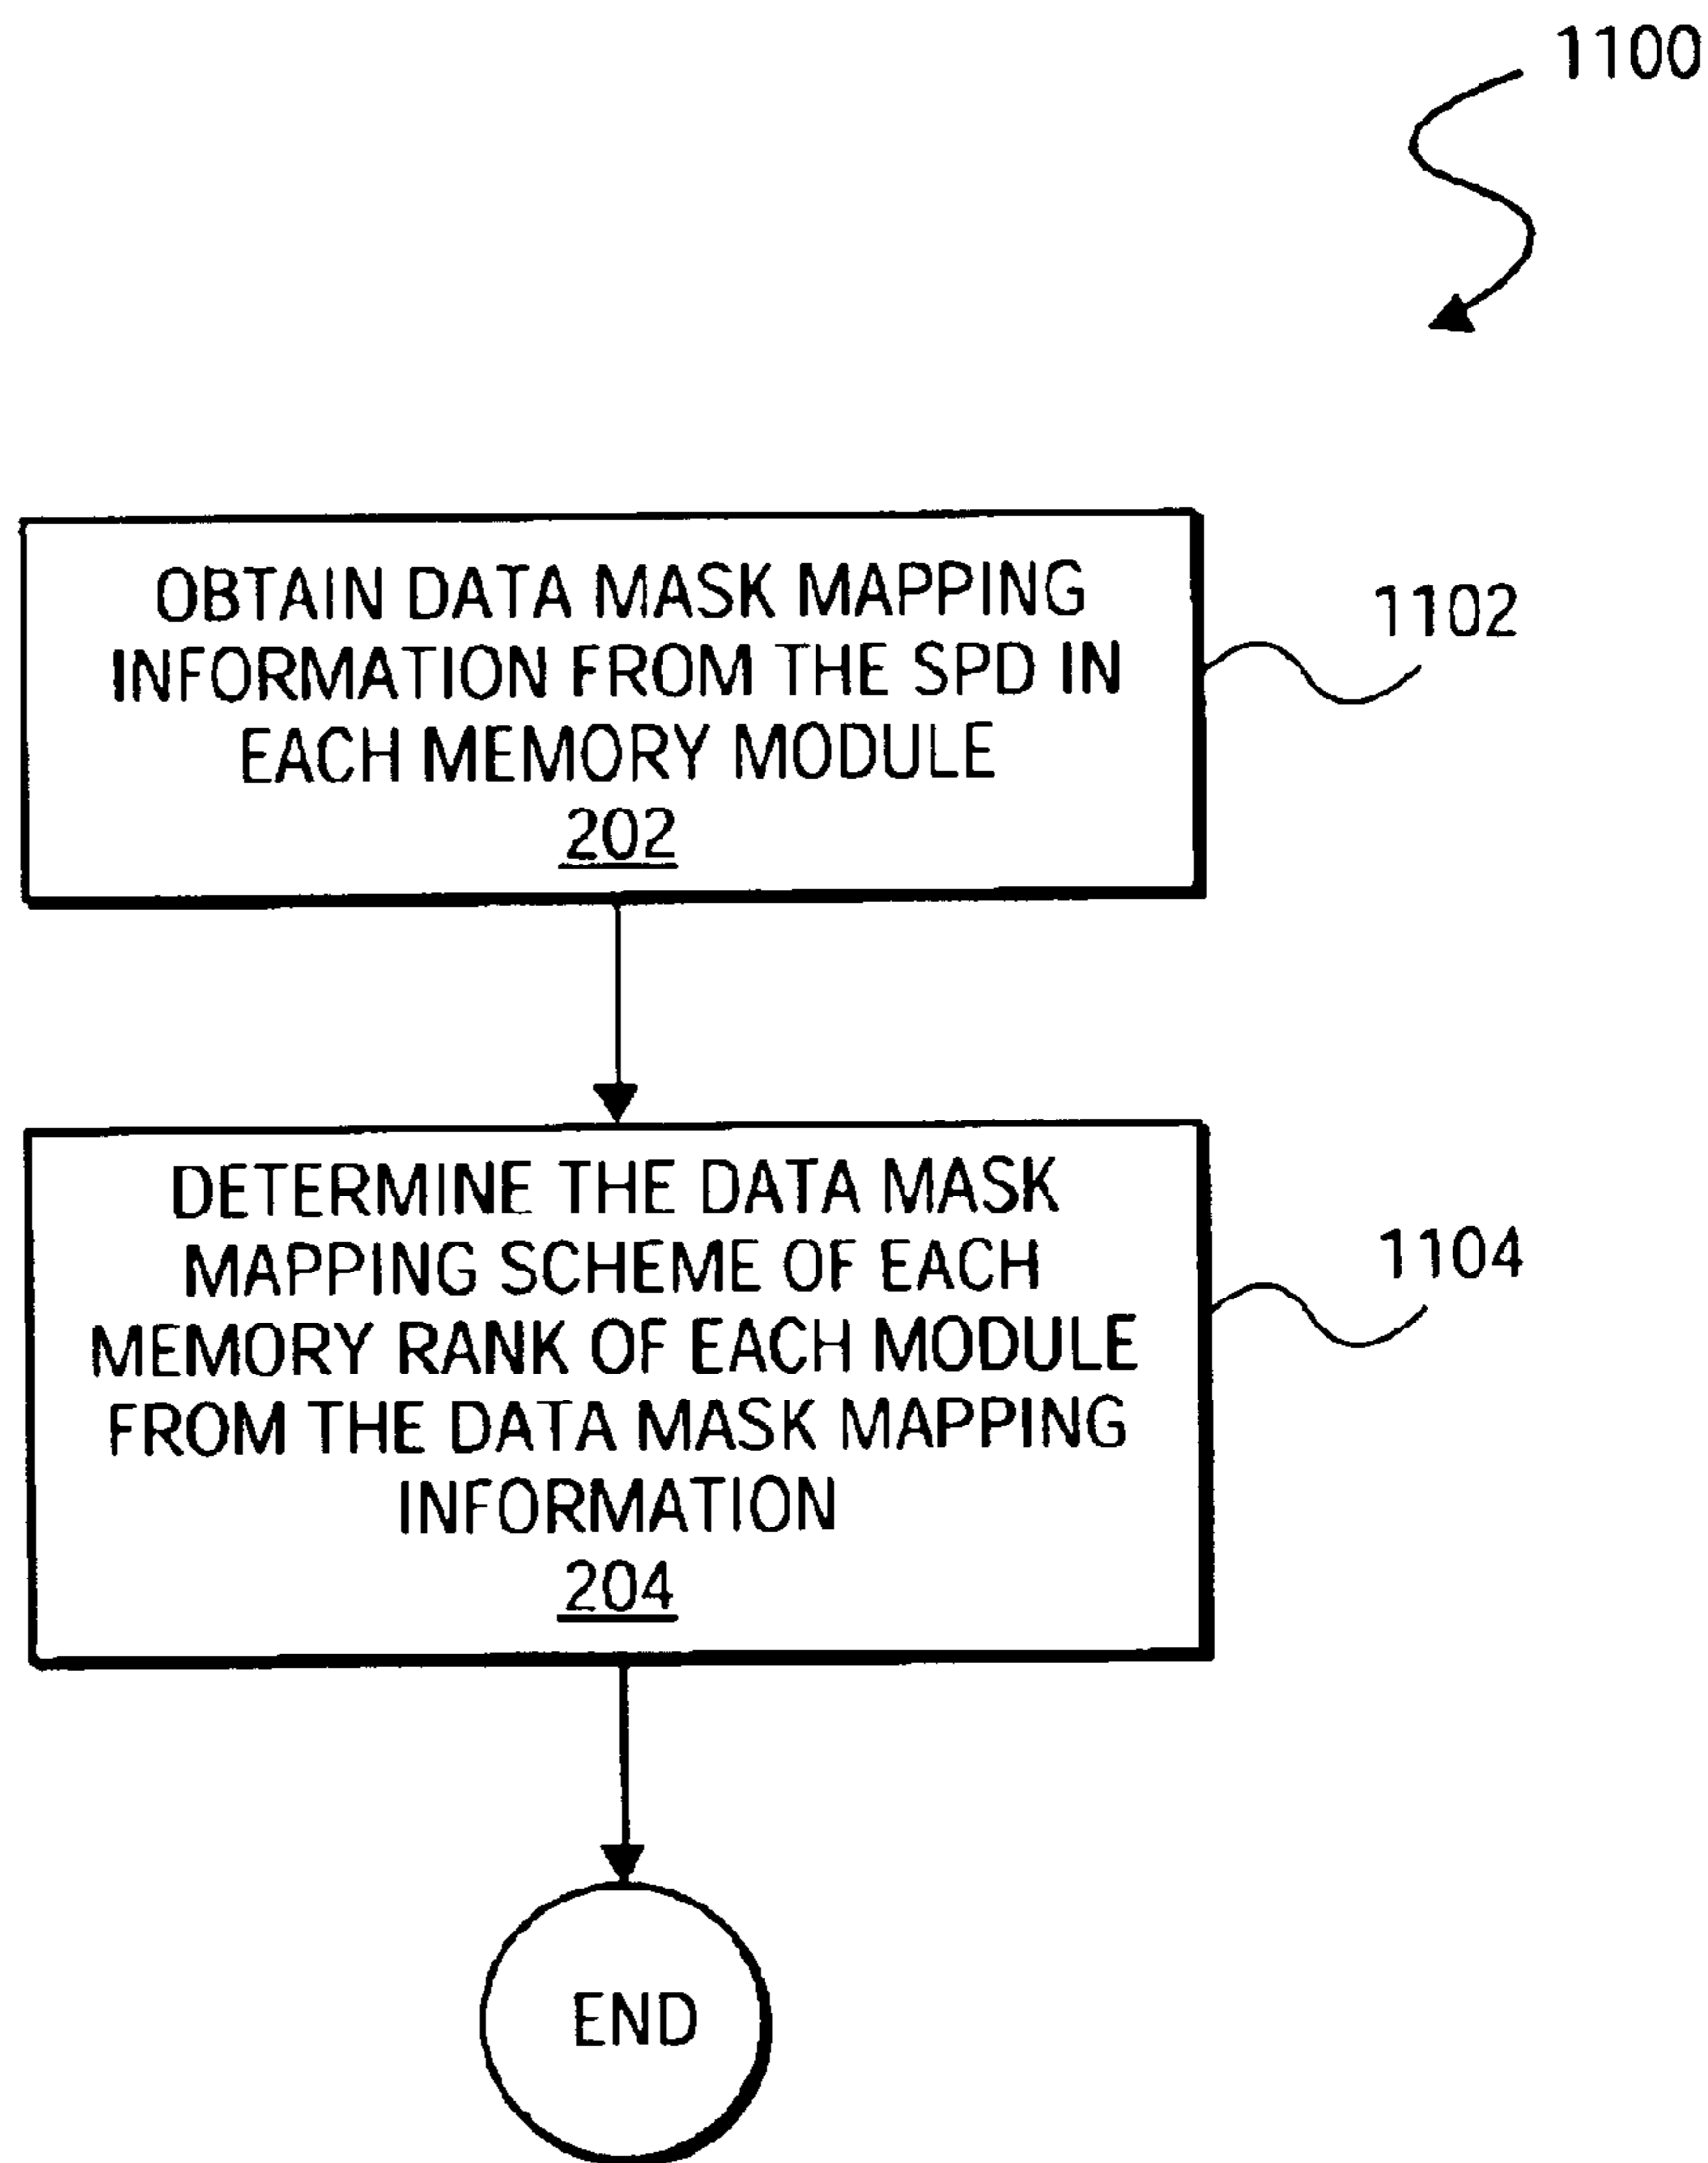 1100
OBTAIN DATA MASK MAPPING
INFORMATION FROM THE SPD IN
EACH MEMORY MODULE
202
1102
DETERMINE THE DATA MASK
MAPPING SCHEME OF EACH
MEMORY RANK OF EACH MODULE
FROM THE DATA MASK MAPPING
INFORMATION
204
1104
END